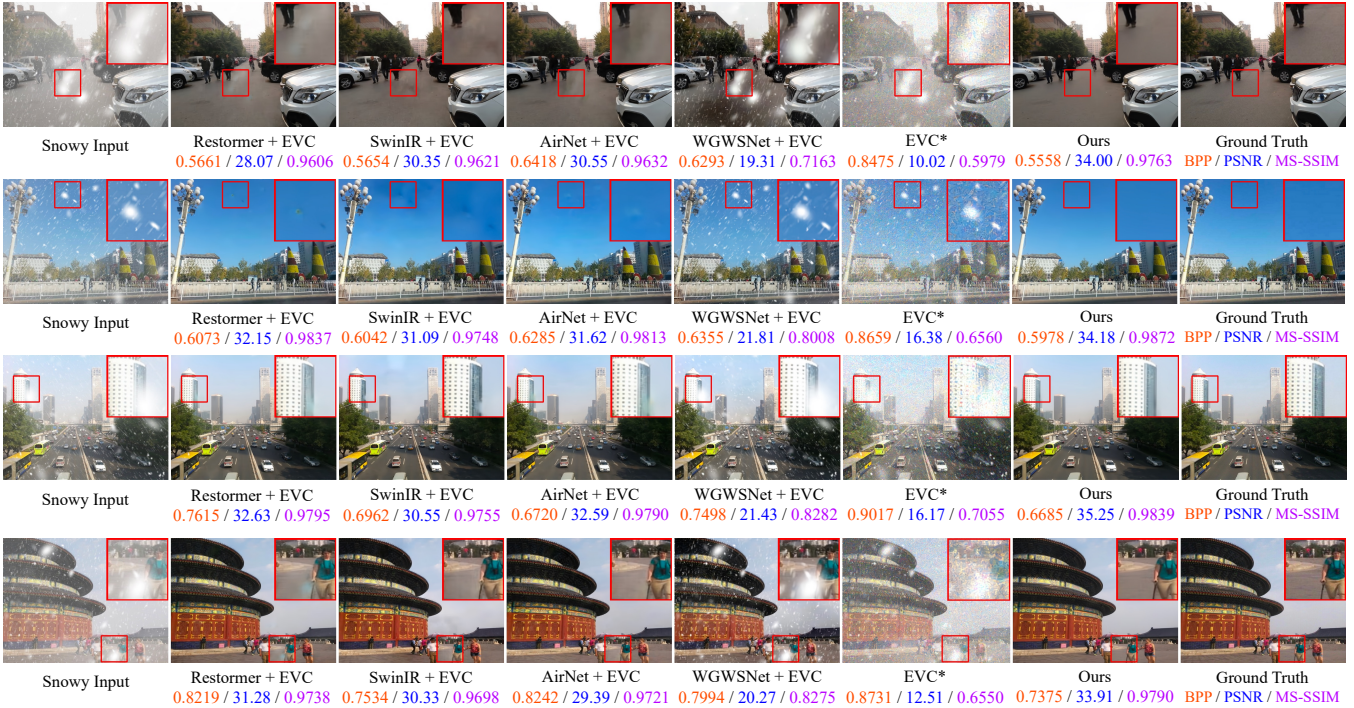 Snowy Input Restormer + EVC SwinIR + EVC AirNet + EVC WGWSNet + EVC EVC* Ours Ground Truth
0.5661 / 28.07 / 0.9606 0.5654 / 30.35 / 0.9621 0.6418 / 30.55 / 0.9632 0.6293 / 19.31 / 0.7163 0.8475 / 10.02 / 0.5979 0.5558 / 34.00 / 0.9763 BPP / PSNR / MS-SSIM
Snowy Input Restormer + EVC SwinIR + EVC AirNet + EVC WGWSNet + EVC EVC* Ours Ground Truth
0.6073 / 32.15 / 0.9837 0.6042 / 31.09 / 0.9748 0.6285 / 31.62 / 0.9813 0.6355 / 21.81 / 0.8008 0.8659 / 16.38 / 0.6560 0.5978 / 34.18 / 0.9872 BPP / PSNR / MS-SSIM
Snowy Input Restormer + EVC SwinIR + EVC AirNet + EVC WGWSNet + EVC EVC* Ours Ground Truth
0.7615 / 32.63 / 0.9795 0.6962 / 30.55 / 0.9755 0.6720 / 32.59 / 0.9790 0.7498 / 21.43 / 0.8282 0.9017 / 16.17 / 0.7055 0.6685 / 35.25 / 0.9839 BPP / PSNR / MS-SSIM
Snowy Input Restormer + EVC SwinIR + EVC AirNet + EVC WGWSNet + EVC EVC* Ours Ground Truth
0.8219 / 31.28 / 0.9738 0.7534 / 30.33 / 0.9698 0.8242 / 29.39 / 0.9721 0.7994 / 20.27 / 0.8275 0.8731 / 12.51 / 0.6550 0.7375 / 33.91 / 0.9790 BPP / PSNR / MS-SSIM